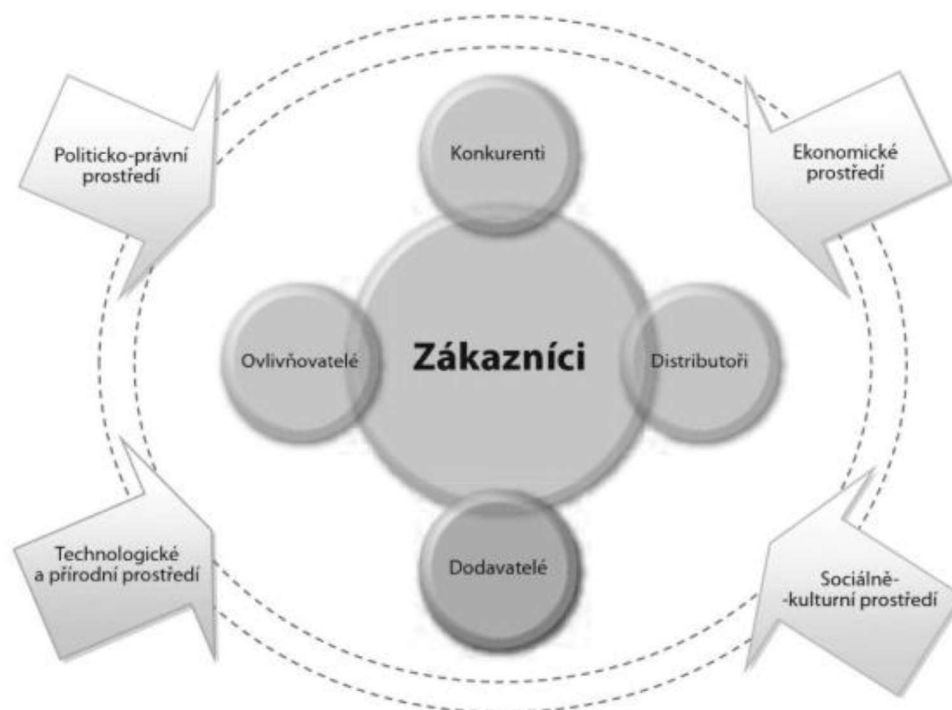 Politicko-právní
prostředí
Konkurenti
Ekonomické
prostředí
Ovlivňovatelé
Zákazníci
Distributoři
Technologické
a přírodní prostředí
Dodavatelé
Sociálně-
-kulturní prostředí